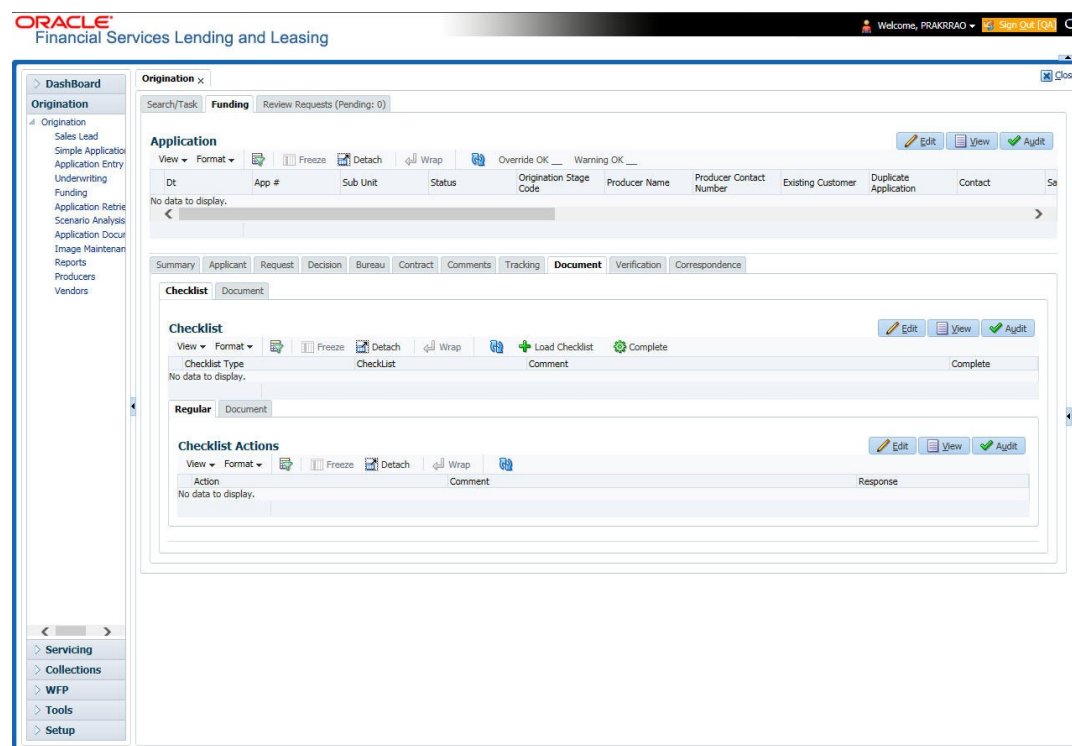 ORACLE
Financial Services Lending and Leasing
Welcome, PRAKRRAO
Sign Out [QA]
DashBoard
Origination
Origination
Sales Lead
Simple Applicatio
Application Entry
Underwriting
Funding
Application Retrie
Scenario Analysis
Application Docur
Image Maintenan
Reports
Producers
Vendors
Servicing
Collections
WFP
Tools
Setup
Origination x
Clos
Search/Task Funding Review Requests (Pending: 0)
Application
Edit View Audit
View Format Freeze Detach Wrap Override OK __ Warning OK __
Dt App # Sub Unit Status Origination Stage Code Producer Name Producer Contact Number Existing Customer Duplicate Application Contact Sa
No data to display.
Summary Applicant Request Decision Bureau Contract Comments Tracking Document Verification Correspondence
Checklist Document
Checklist
Edit View Audit
View Format Freeze Detach Wrap Load Checklist Complete
Checklist Type CheckList Comment Complete
No data to display.
Regular Document
Checklist Actions
Edit View Audit
View Format Freeze Detach Wrap
Action Comment Response
No data to display.